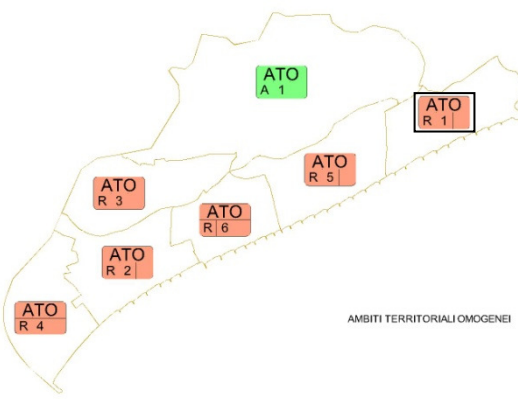 ATO
A 1
ATO
R 1
ATO
R 5
ATO
R 3
ATO
R 6
ATO
R 2
ATO
R 4
AMBITI TERRITORIALI OMOGENEI